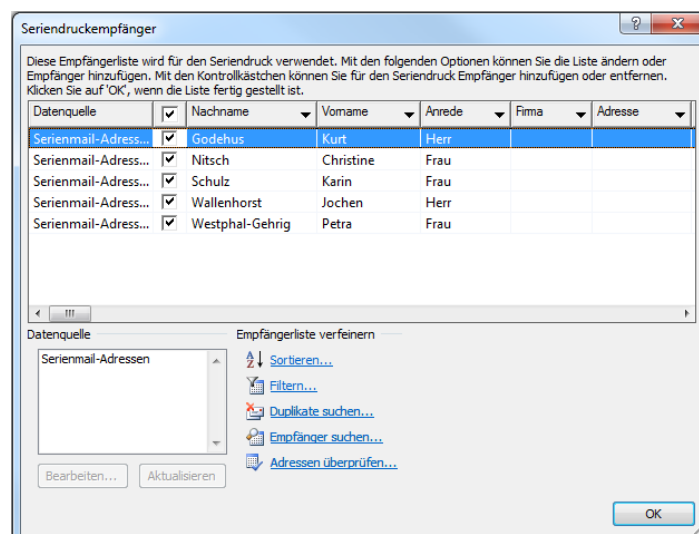 Seriendruckempfänger
Diese Empfängerliste wird für den Seriendruck verwendet. Mit den folgenden Optionen können Sie die Liste ändern oder
Empfänger hinzufügen. Mit den Kontrollkästchen können Sie für den Seriendruck Empfänger hinzufügen oder entfernen.
Klicken Sie auf 'OK', wenn die Liste fertig gestellt ist.
Datenquelle Nachname Vorname Anrede Firma Adresse
Serienmail-Adress... Godehus Kurt Herr
Serienmail-Adress... Nitsch Christine Frau
Serienmail-Adress... Schulz Karin Frau
Serienmail-Adress... Wallenhorst Jochen Herr
Serienmail-Adress... Westphal-Gehrig Petra Frau
Datenquelle Empfängerliste verfeinern
Serienmail-Adressen
Sortieren...
Filtern...
Duplikate suchen...
Empfänger suchen...
Adressen überprüfen...
Bearbeiten... Aktualisieren
OK